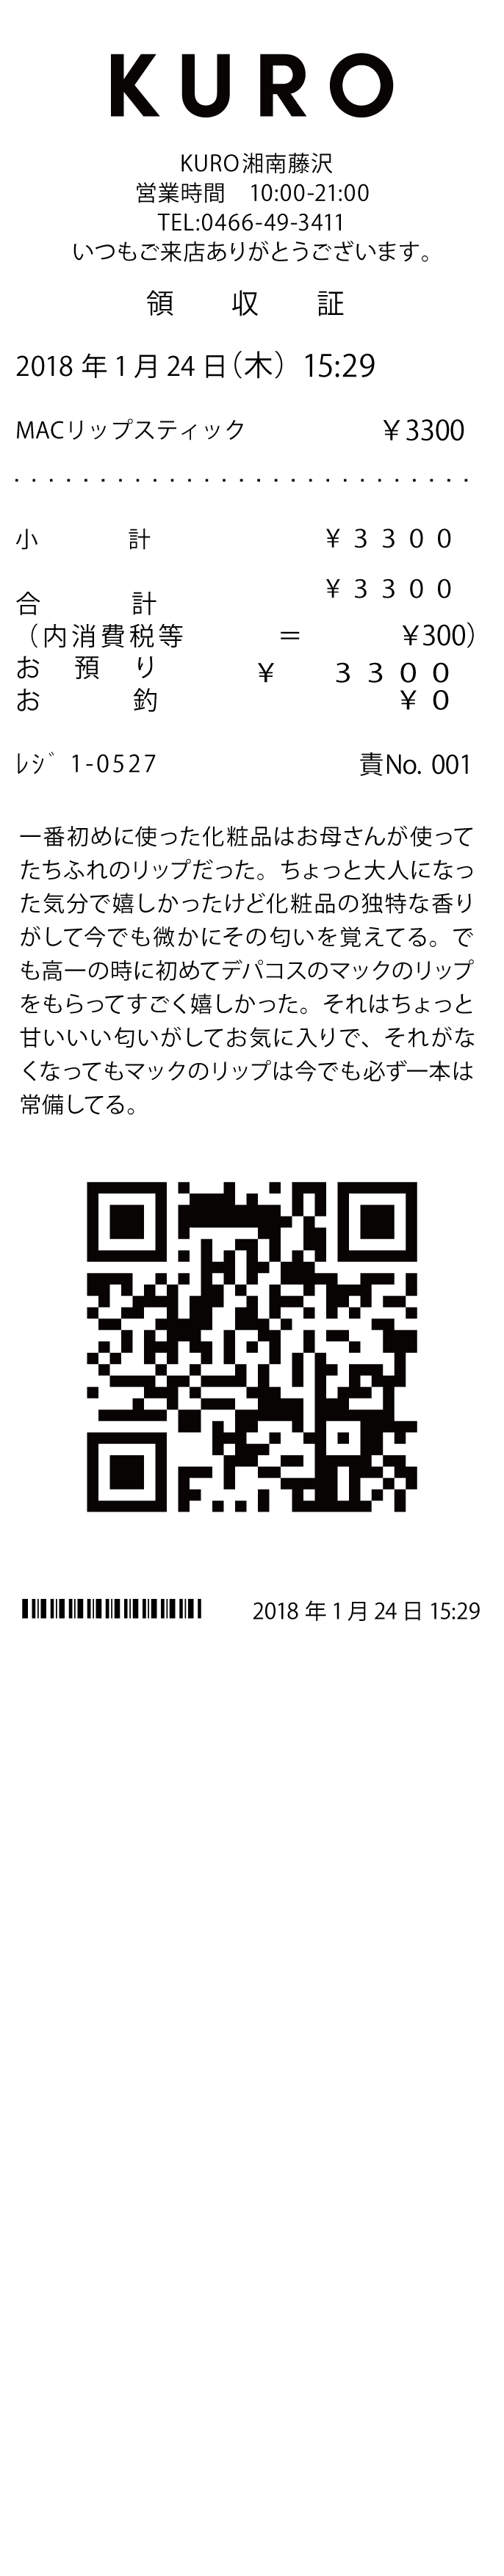 KURO
KURO湘南藤沢
営業時間　10:00-21:00
TEL:0466-49-3411
いつもご来店ありがとうございます。
領　収　証
2018 年 1 月 24 日（木） 15:29
MACリップスティック ￥3300
小　計 ￥３３００
合　計 ￥３３００
（内消費税等 ＝ ￥300）
お　預　り ￥　３３００
お　釣 ￥０
ﾚｼﾞ 1-0527 責No. 001
一番初めに使った化粧品はお母さんが使って
たちふれのリップだった。ちょっと大人になっ
た気分で嬉しかったけど化粧品の独特な香り
がして今でも微かにその匂いを覚えてる。で
も高一の時に初めてデパコスのマックのリップ
をもらってすごく嬉しかった。それはちょっと
甘いいい匂いがしてお気に入りで、それがな
くなってもマックのリップは今でも必ず一本は
常備してる。
2018 年 1 月 24 日 15:29